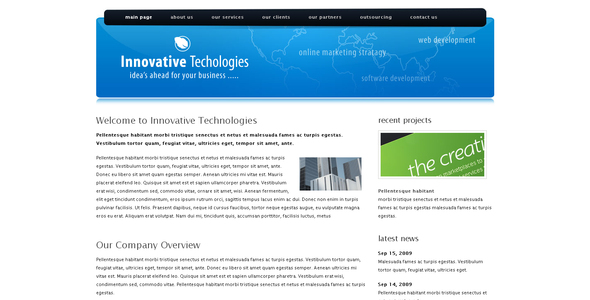 main page about us our services our clients our partners outsourcing contact us
web development
online marketing stratagy
software development
Innovative Techologies
idea's ahead for your business .....
Welcome to Innovative Technologies
Pellentesque habitant morbi tristique senectus et netus et malesuada fames ac turpis egestas.
Vestibulum tortor quam, feugiat vitae, ultricies eget, tempor sit amet, ante.
Pellentesque habitant morbi tristique senectus et netus et malesuada fames ac turpis
egestas. Vestibulum tortor quam, feugiat vitae, ultricies eget, tempor sit amet, ante.
Donec eu libero sit amet quam egestas semper. Aenean ultricies mi vitae est. Mauris
placerat eleifend leo. Quisque sit amet est et sapien ullamcorper pharetra. Vestibulum
erat wisi, condimentum sed, commodo vitae, ornare sit amet, wisi. Aenean fermentum,
elit eget tincidunt condimentum, eros ipsum rutrum orci, sagittis tempus lacus enim ac dui. Donec non enim in turpis
pulvinar facilisis. Ut felis. Praesent dapibus, neque id cursus faucibus, tortor neque egestas augue, eu vulputate magna
eros eu erat. Aliquam erat volutpat. Nam dui mi, tincidunt quis, accumsan porttitor, facilisis luctus, metus
Our Company Overview
Pellentesque habitant morbi tristique senectus et netus et malesuada fames ac turpis egestas. Vestibulum tortor quam,
feugiat vitae, ultricies eget, tempor sit amet, ante. Donec eu libero sit amet quam egestas semper. Aenean ultricies mi
vitae est. Mauris placerat eleifend leo. Quisque sit amet est et sapien ullamcorper pharetra. Vestibulum erat wisi,
condimentum sed, commodo vitae. Pellentesque habitant morbi tristique senectus et netus et malesuada fames ac turpis
egestas.
recent projects
the creati
Pellentesque habitant
morbi tristique senectus et netus et
malesuada fames ac turpis egestas malesuada fames ac turpis
egestas.
latest news
Sep 15, 2009
Malesuada fames ac turpis egestas. Vestibulum
tortor quam, feugiat vitae, ultricies eget.
Sep 14, 2009
Pellentesque habitant morbi tristique senectus et